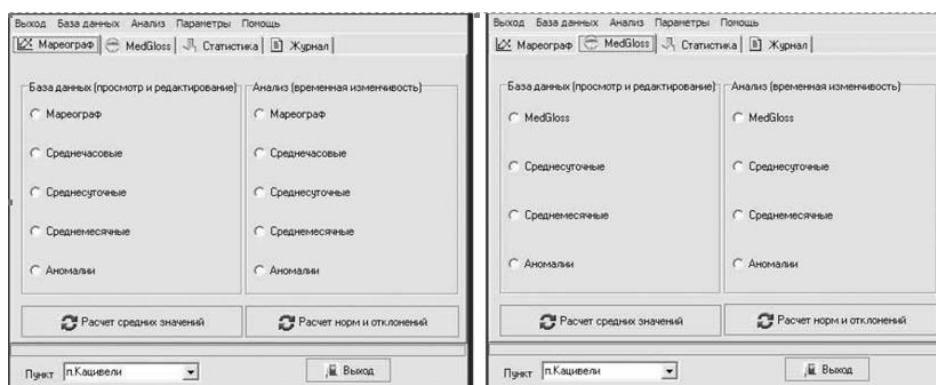 Выход База данных Анализ Параметры Помощь
Мареограф MedGloss Статистика Журнал
База данных (просмотр и редактирование) Анализ (временная изменчивость)
Мареограф Мареограф
Среднечасовые Среднечасовые
Среднесуточные Среднесуточные
Среднемесячные Среднемесячные
Аномалии Аномалии
Расчет средних значений Расчет норм и отклонений
Пункт п.Кацивели Выход
Выход База данных Анализ Параметры Помощь
Мареограф MedGloss Статистика Журнал
База данных (просмотр и редактирование) Анализ (временная изменчивость)
MedGloss MedGloss
Среднесуточные Среднесуточные
Среднемесячные Среднемесячные
Аномалии Аномалии
Расчет средних значений Расчет норм и отклонений
Пункт п.Кацивели Выход